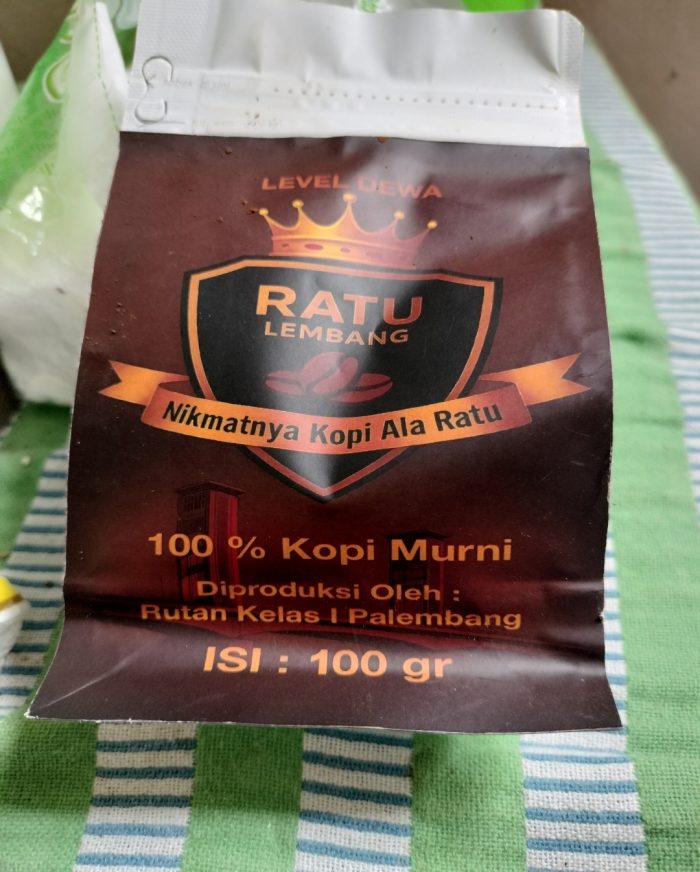 LEVEL DEWA
RATU
LEMBANG
Nikmatnya Kopi Ala Ratu
100 % Kopi Murni
Diproduksi Oleh :
Rutan Kelas I Palembang
ISI : 100 gr